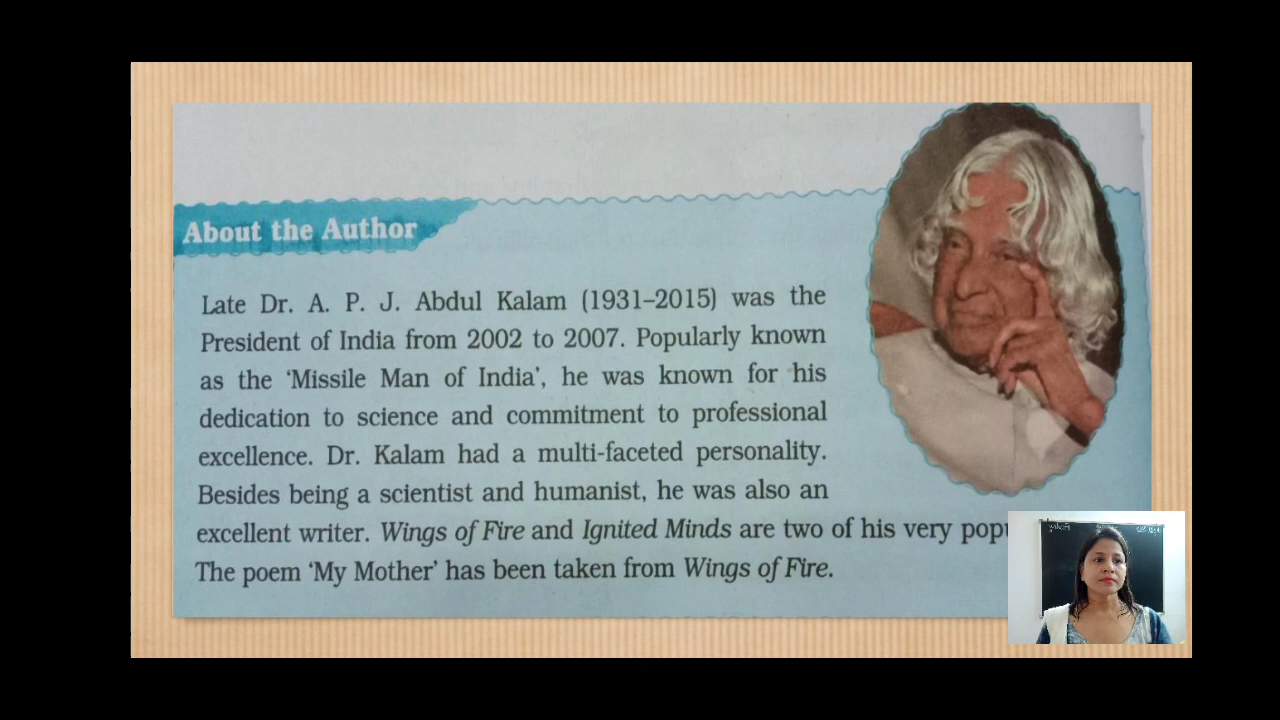 About the Author
Late Dr. A. P. J. Abdul Kalam (1931–2015) was the
President of India from 2002 to 2007. Popularly known
as the ‘Missile Man of India’, he was known for his
dedication to science and commitment to professional
excellence. Dr. Kalam had a multi-faceted personality.
Besides being a scientist and humanist, he was also an
excellent writer. Wings of Fire and Ignited Minds are two of his very
The poem ‘My Mother’ has been taken from Wings of Fire.